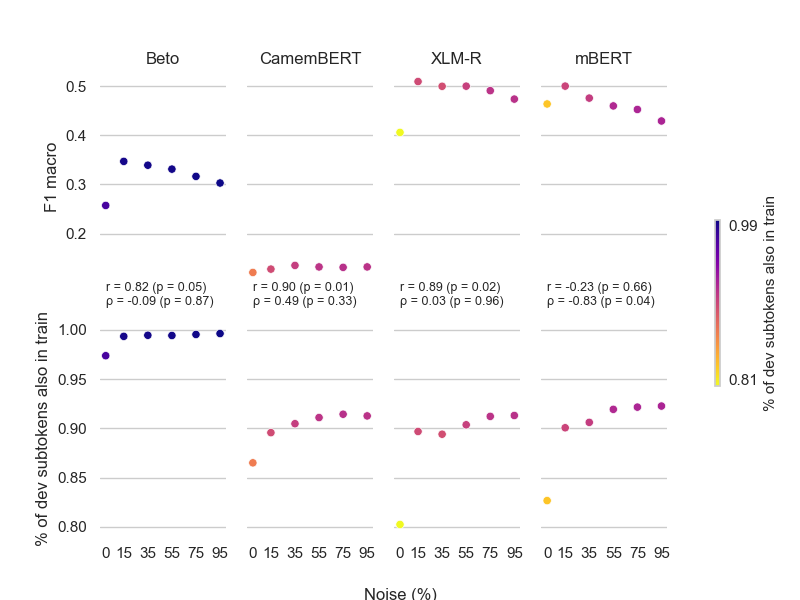 Beto CamemBERT XLM-R mBERT
0.5
0.4
0.3
0.2
F1 macro
r = 0.82 (p = 0.05) r = 0.90 (p = 0.01) r = 0.89 (p = 0.02) r = -0.23 (p = 0.66)
ρ = -0.09 (p = 0.87) ρ = 0.49 (p = 0.33) ρ = 0.03 (p = 0.96) ρ = -0.83 (p = 0.04)
1.00
0.95
0.90
0.85
0.80
% of dev subtokens also in train
0 15 35 55 75 95 0 15 35 55 75 95 0 15 35 55 75 95 0 15 35 55 75 95
Noise (%)
0.99
0.81
% of dev subtokens also in train